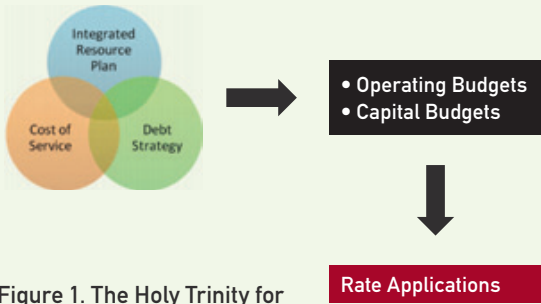 Integrated
Resource
Plan
Cost of
Service
Debt
Strategy
• Operating Budgets
• Capital Budgets
Rate Applications
Figure 1. The Holy Trinity for